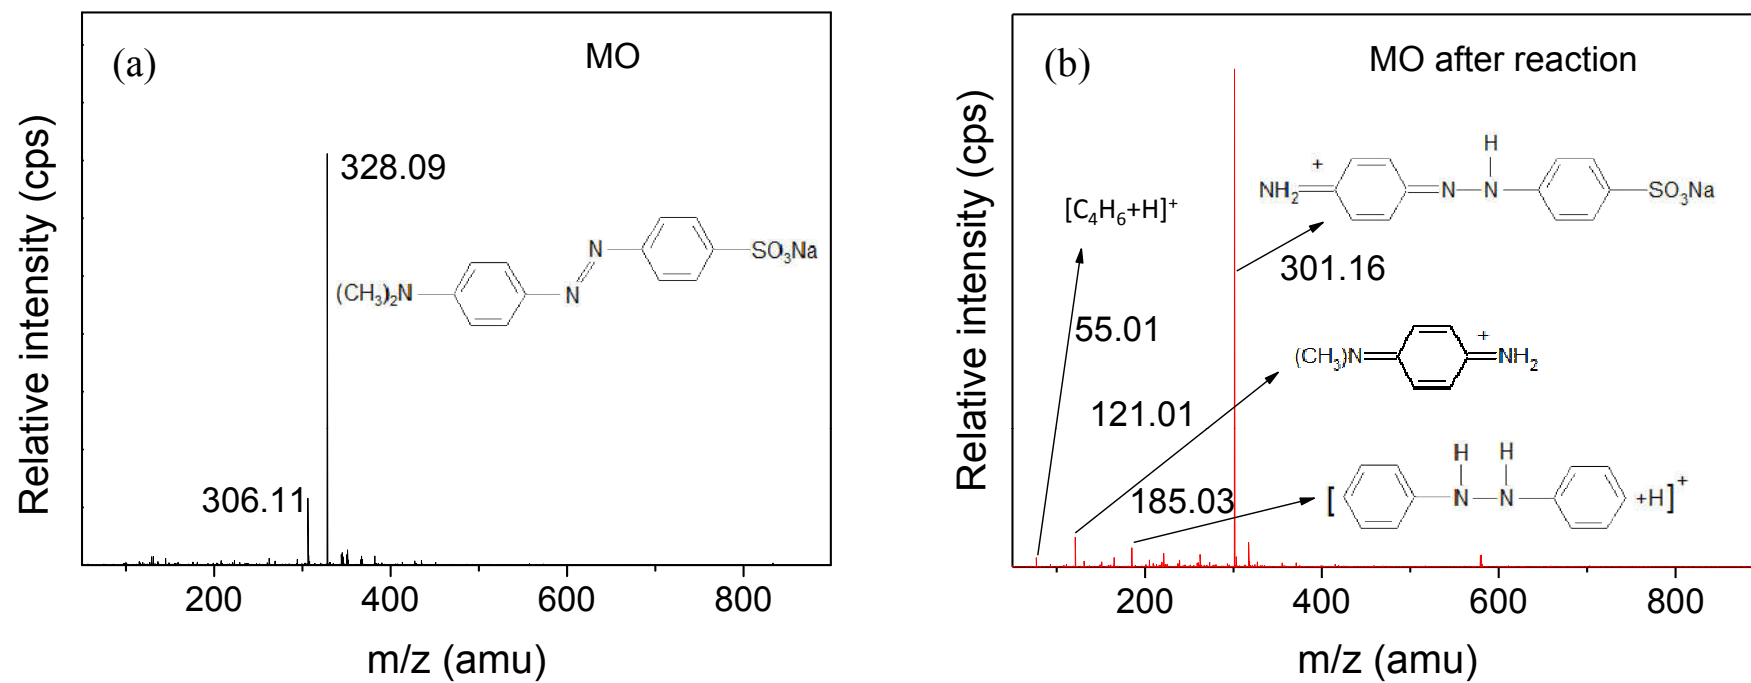 (a)
MO
Relative intensity (cps)
328.09
306.11
(CH₃)₂N
N
N
SO₃Na
200
400
600
800
m/z (amu)
(b)
MO after reaction
Relative intensity (cps)
[C₄H₆+H]⁺
H
+
NH₂
N
N
SO₃Na
301.16
55.01
+
(CH₃)N
NH₂
121.01
H
H
185.03
[
N
N
+H]⁺
200
400
600
800
m/z (amu)